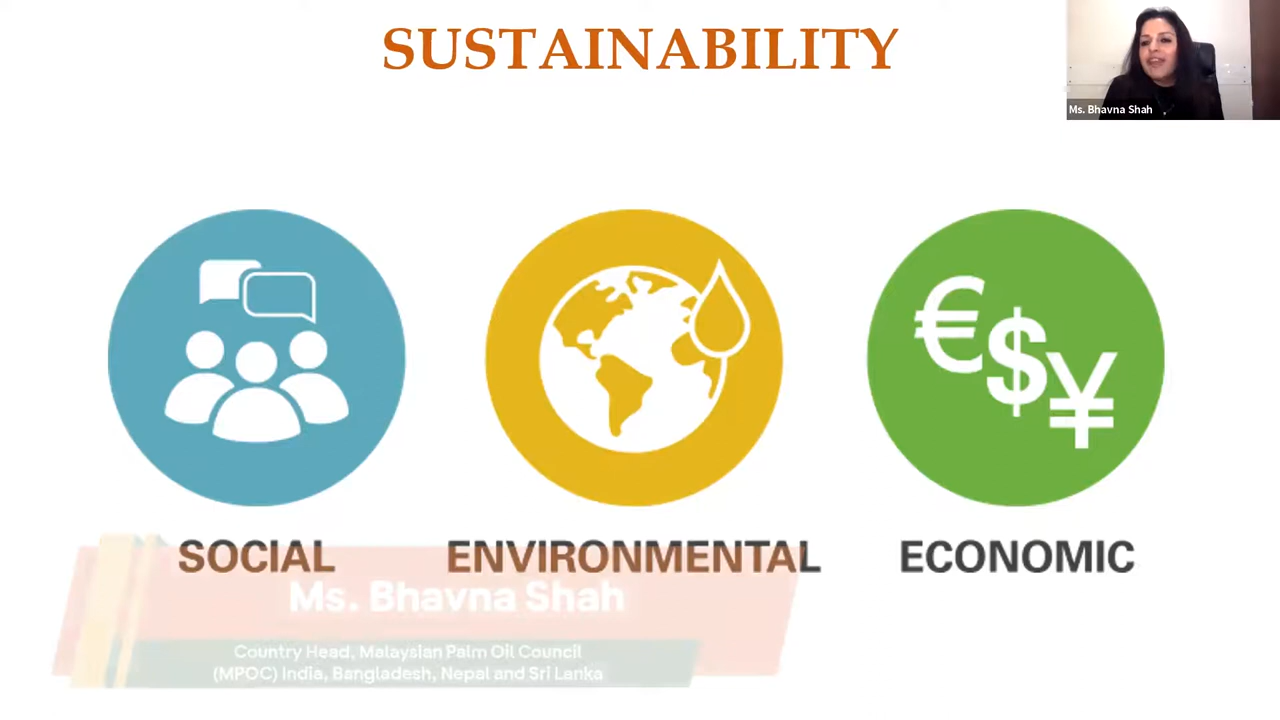 SUSTAINABILITY
Ms. Bhavna Shah
€
$
¥
SOCIAL
ENVIRONMENTAL
ECONOMIC
Ms. Bhavna Shah
Country Head, Malaysian Palm Oil Council
(MPOC) India, Bangladesh, Nepal and Sri Lanka